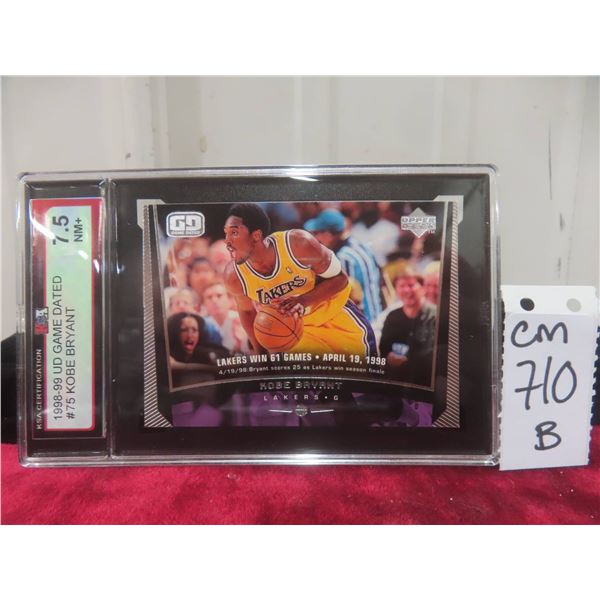 KSA CERTIFICATION
1998-99 UD GAME DATED
#75 KOBE BRYANT
7.5
NM+
GD
GAME DATED
UPPER DECK
LAKERS
LAKERS WIN 61 GAMES • APRIL 19, 1998
4/19/98: Bryant scores 25 as Lakers win season finale
KOBE BRYANT
LAKERS • G
CM
710
B